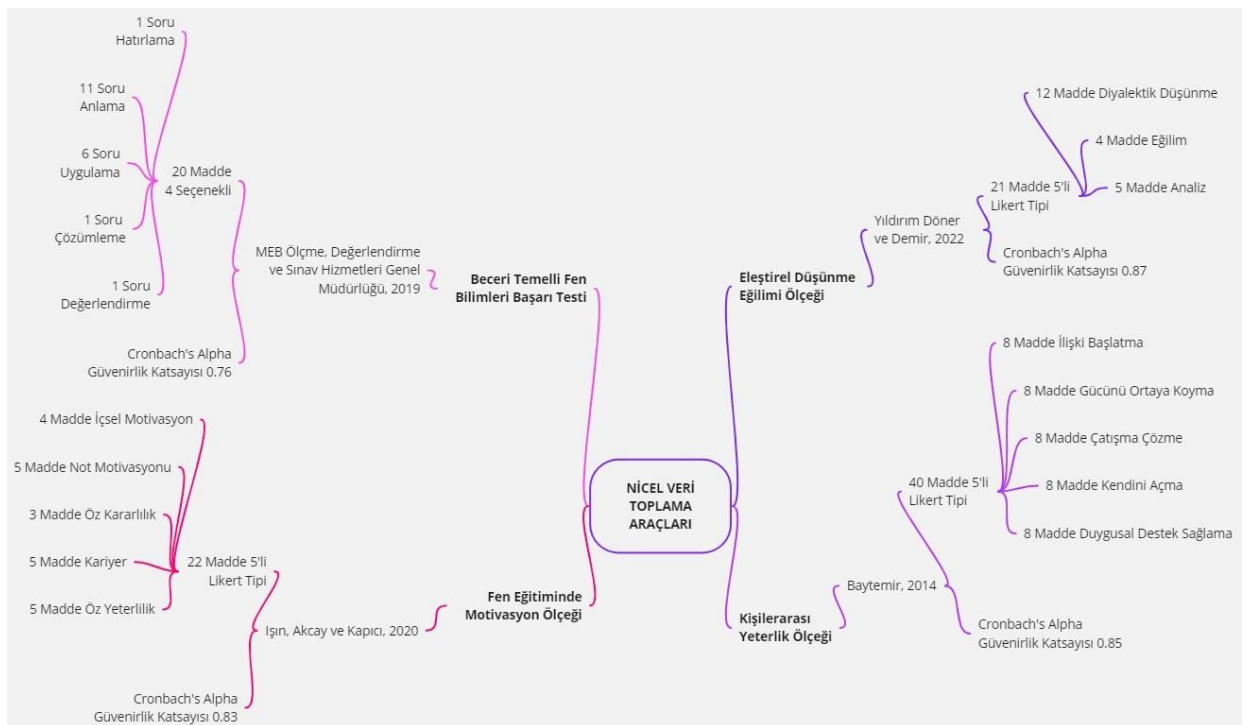 NİCEL VERİ
TOPLAMA
ARAÇLARI
Beceri Temelli Fen
Bilimleri Başarı Testi
MEB Ölçme, Değerlendirme
ve Sınav Hizmetleri Genel
Müdürlüğü, 2019
20 Madde
4 Seçenekli
1 Soru
Hatırlama
11 Soru
Anlama
6 Soru
Uygulama
1 Soru
Çözümleme
1 Soru
Değerlendirme
Cronbach's Alpha
Güvenirlik Katsayısı 0.76
Fen Eğitiminde
Motivasyon Ölçeği
Işın, Akcay ve Kapıcı, 2020
22 Madde 5'li
Likert Tipi
4 Madde İçsel Motivasyon
5 Madde Not Motivasyonu
3 Madde Öz Kararlılık
5 Madde Kariyer
5 Madde Öz Yeterlilik
Cronbach's Alpha
Güvenirlik Katsayısı 0.83
Eleştirel Düşünme
Eğilimi Ölçeği
Yıldırım Döner
ve Demir, 2022
21 Madde 5'li
Likert Tipi
12 Madde Diyalektik Düşünme
4 Madde Eğilim
5 Madde Analiz
Cronbach's Alpha
Güvenirlik Katsayısı 0.87
Kişilerarası
Yeterlik Ölçeği
Baytemir, 2014
40 Madde 5'li
Likert Tipi
8 Madde İlişki Başlatma
8 Madde Gücünü Ortaya Koyma
8 Madde Çatışma Çözme
8 Madde Kendini Açma
8 Madde Duygusal Destek Sağlama
Cronbach's Alpha
Güvenirlik Katsayısı 0.85